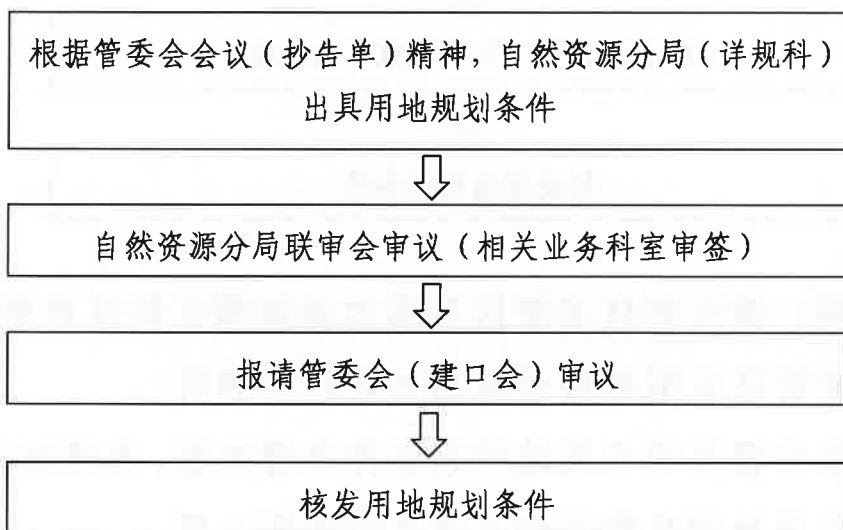 根据管委会会议（抄告单）精神，自然资源分局（详规科）
出具用地规划条件
自然资源分局联审会审议（相关业务科室审签）
报请管委会（建口会）审议
核发用地规划条件